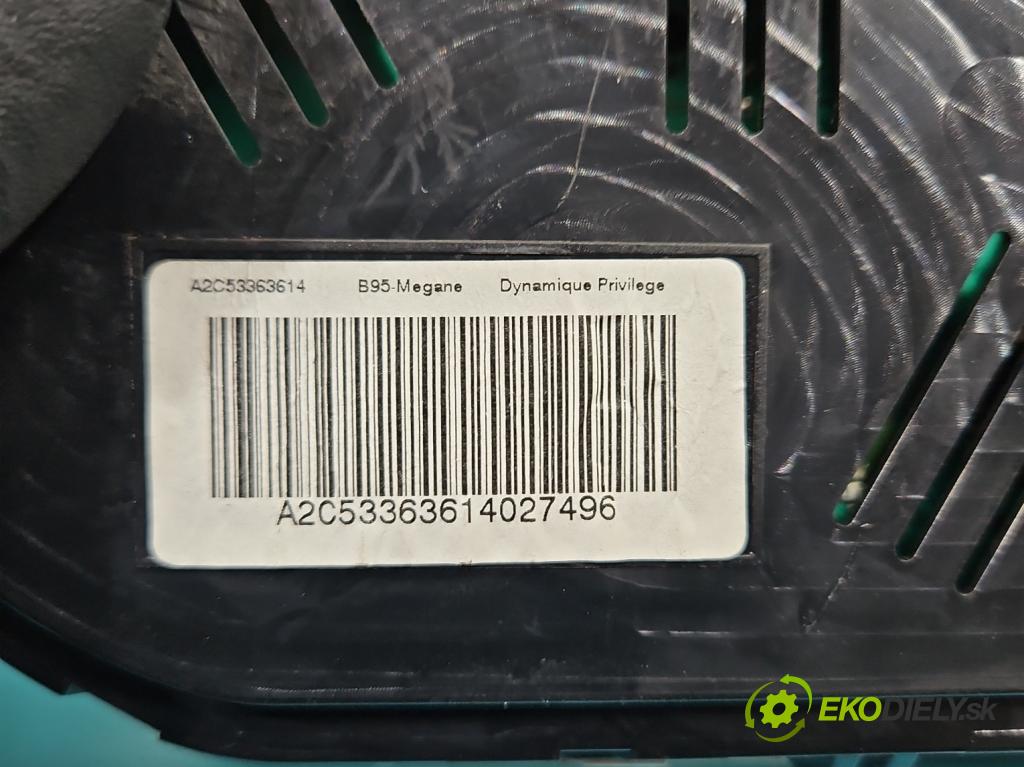 A2C53363614 B95-Megane Dynamique Privilege
A2C53363614027496
EKODIELY.sk